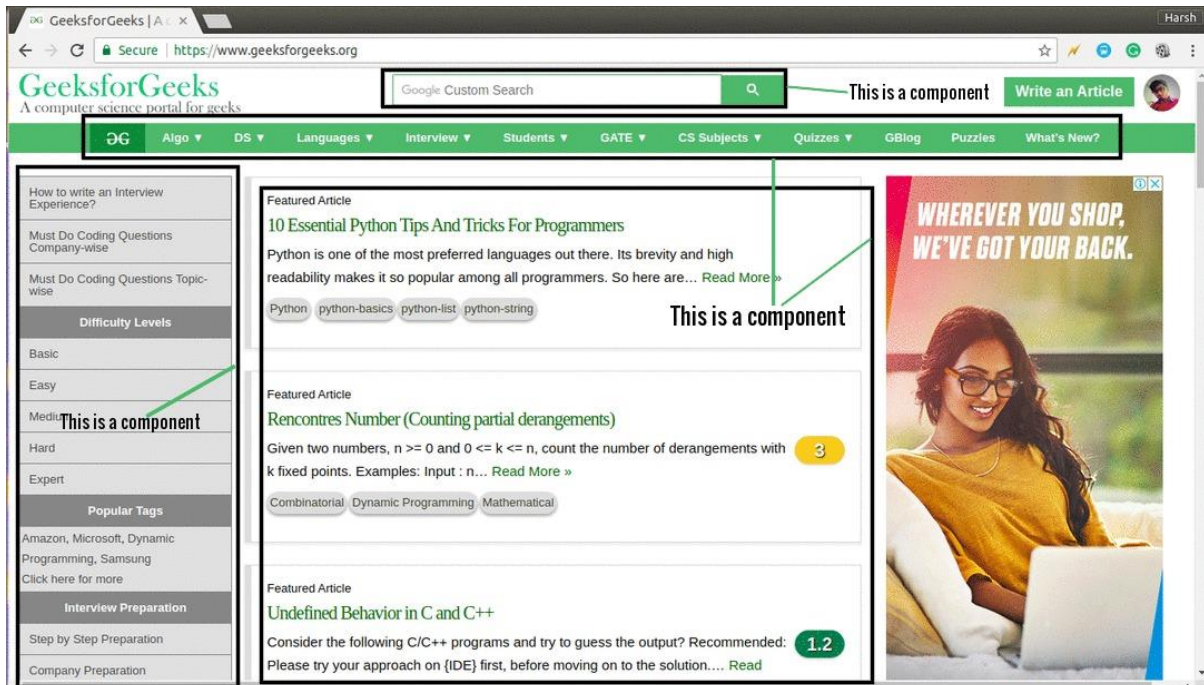 GeeksforGeeks | A c
Harsh
Secure | https://www.geeksforgeeks.org
GeeksforGeeks
A computer science portal for geeks
Google Custom Search
This is a component
Write an Article
Algo ▼ DS ▼ Languages ▼ Interview ▼ Students ▼ GATE ▼ CS Subjects ▼ Quizzes ▼ GBlog Puzzles What's New?
How to write an Interview
Experience?
Must Do Coding Questions
Company-wise
Must Do Coding Questions Topic-
wise
Difficulty Levels
Basic
Easy
Mediu
This is a component
Hard
Expert
Popular Tags
Amazon, Microsoft, Dynamic
Programming, Samsung
Click here for more
Interview Preparation
Step by Step Preparation
Company Preparation
Featured Article
10 Essential Python Tips And Tricks For Programmers
Python is one of the most preferred languages out there. Its brevity and high
readability makes it so popular among all programmers. So here are… Read More »
Python python-basics python-list python-string
This is a component
Featured Article
Rencontres Number (Counting partial derangements)
Given two numbers, n >= 0 and 0 <= k <= n, count the number of derangements with
k fixed points. Examples: Input : n… Read More »
3
Combinatorial Dynamic Programming Mathematical
Featured Article
Undefined Behavior in C and C++
Consider the following C/C++ programs and try to guess the output? Recommended:
Please try your approach on {IDE} first, before moving on to the solution.… Read
1.2
WHEREVER YOU SHOP,
WE'VE GOT YOUR BACK.